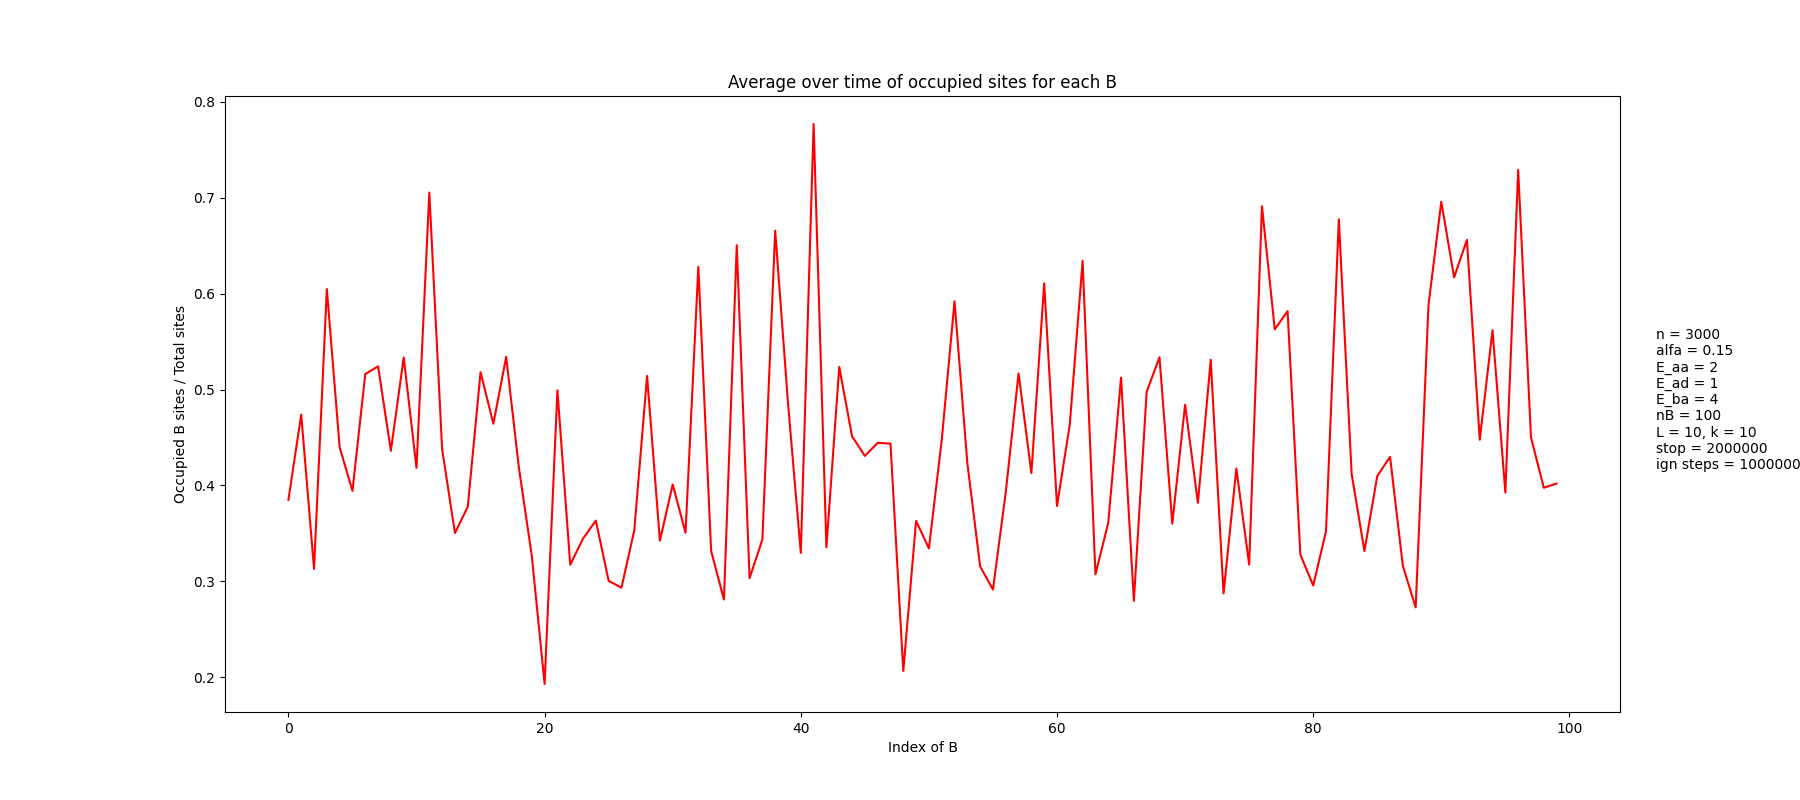 Average over time of occupied sites for each B
0.8
0.7
0.6
0.5
0.4
0.3
0.2
Occupied B sites / Total sites
0 20 40 60 80 100
Index of B
n = 3000
alfa = 0.15
E_aa = 2
E_ad = 1
E_ba = 4
nB = 100
L = 10, k = 10
stop = 2000000
ign steps = 1000000